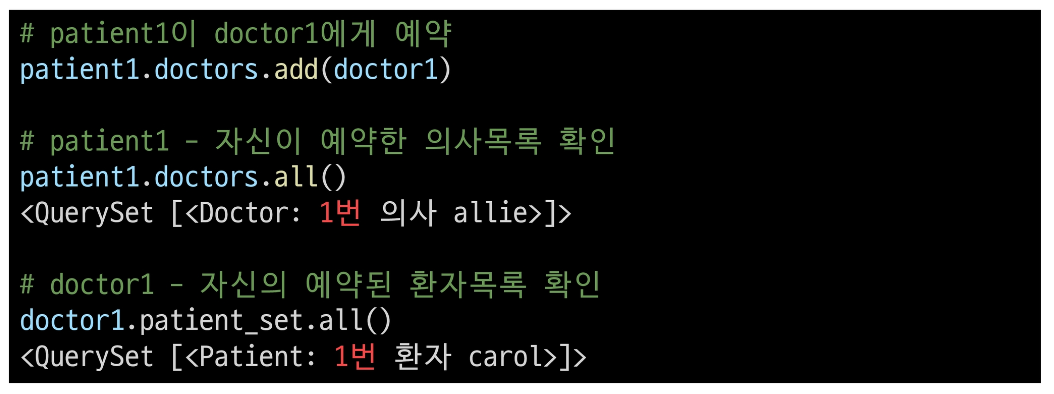 # patient1이 doctor1에게 예약
patient1.doctors.add(doctor1)
# patient1 - 자신이 예약한 의사목록 확인
patient1.doctors.all()
<QuerySet [<Doctor: 1번 의사 allie>]>
# doctor1 - 자신의 예약된 환자목록 확인
doctor1.patient_set.all()
<QuerySet [<Patient: 1번 환자 carol>]>